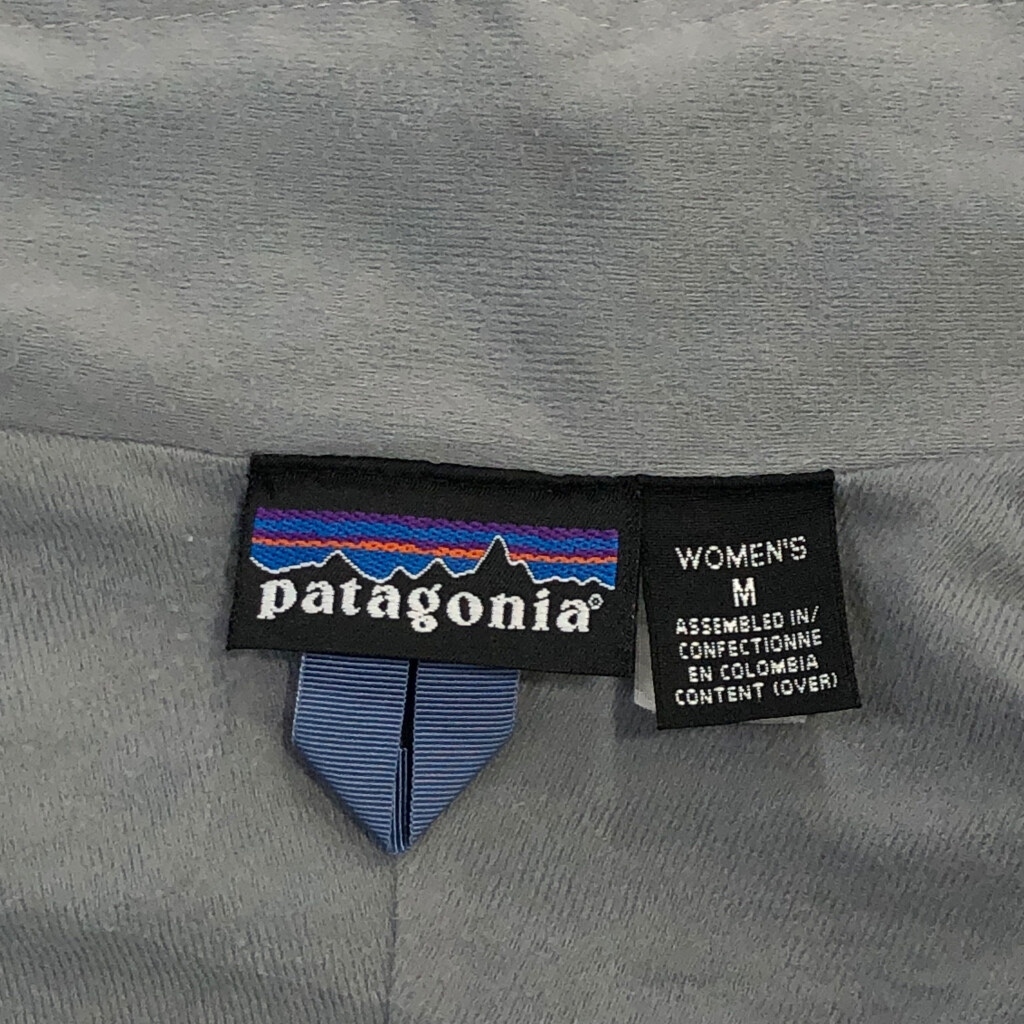 patagonia®
WOMEN'S
M
ASSEMBLED IN/
CONFECTIONNE
EN COLOMBIA
CONTENT (OVER)